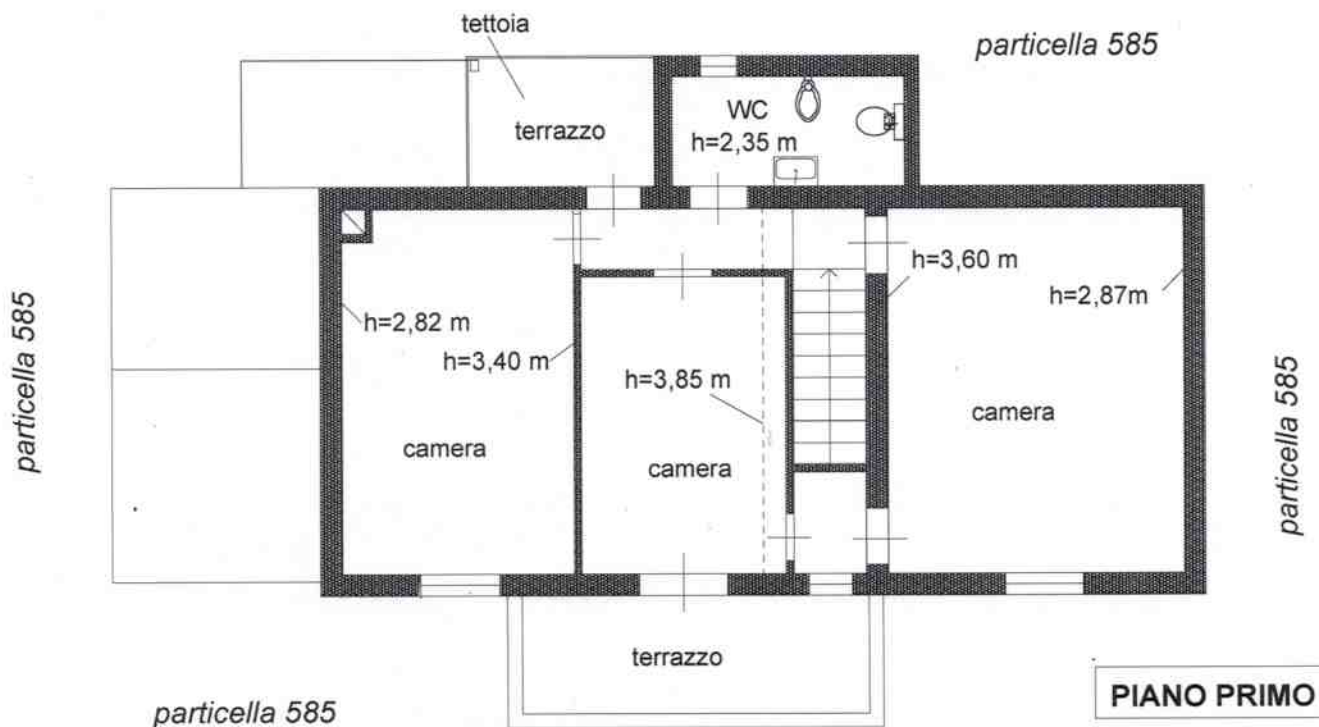 tettoia
particella 585
WC
terrazzo
h=2,35 m
h=3,60 m
h=2,87m
h=2,82 m
h=3,40 m
h=3,85 m
particella 585
particella 585
camera
camera
camera
terrazzo
PIANO PRIMO
particella 585